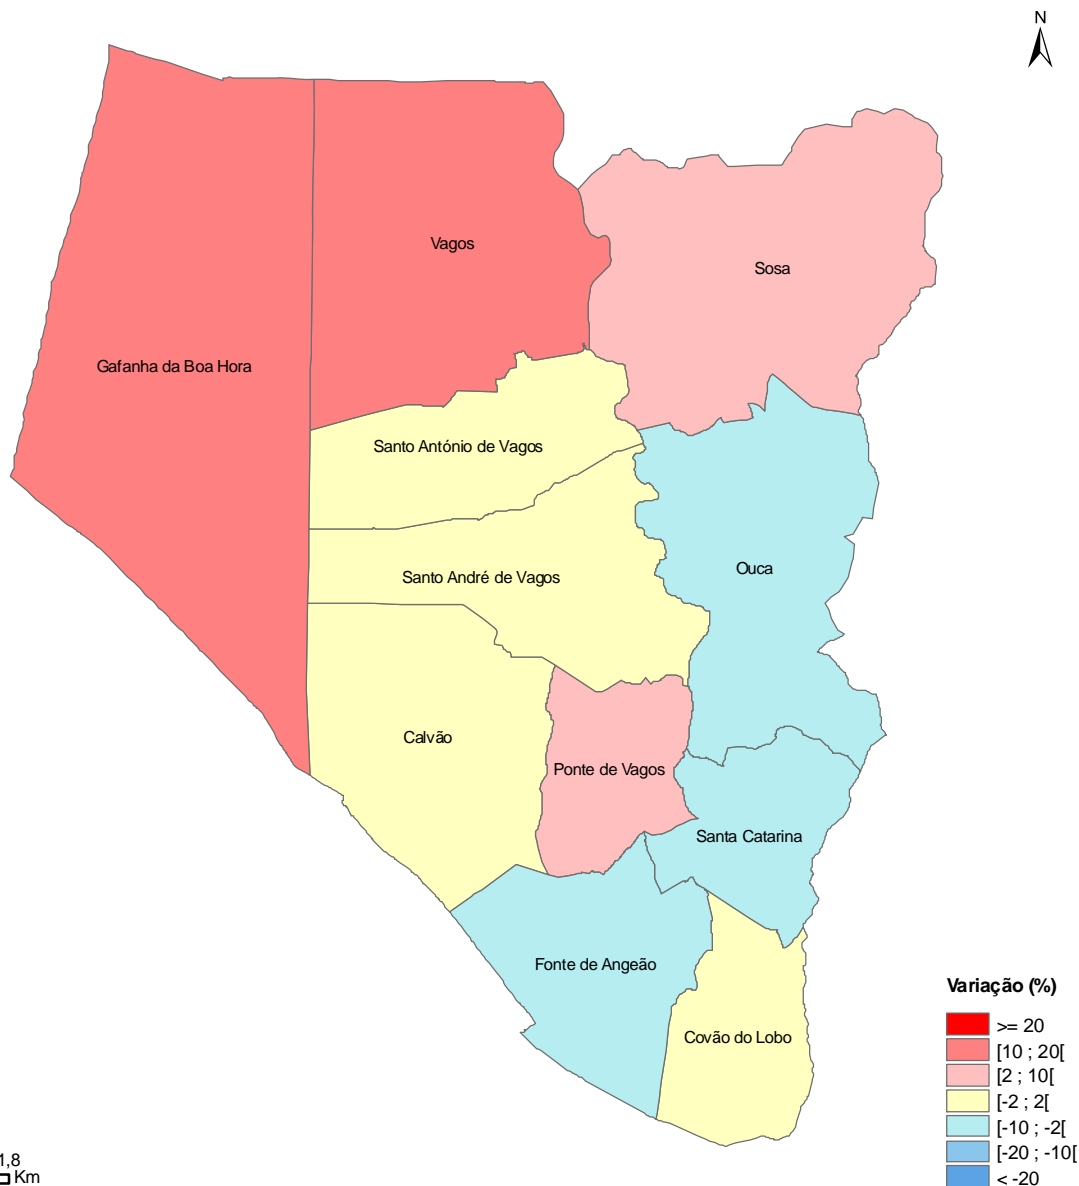 N
Vagos
Sosa
Gafanha da Boa Hora
Santo António de Vagos
Ouca
Santo André de Vagos
Calvão
Ponte de Vagos
Santa Catarina
Fonte de Angeão
Covão do Lobo
Variação (%)
>= 20
[10 ; 20[
[2 ; 10[
[-2 ; 2[
[-10 ; -2[
[-20 ; -10[
< -20
1,8
Km